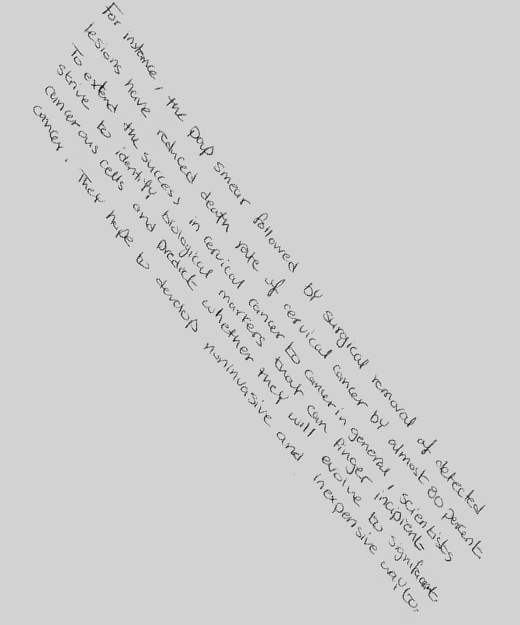 For instance, the Pap smear followed by surgical removal of detected
lesions have reduced death rate of cervical cancer by almost 80 percent.
To extend the success in cervical cancer to cancer in general, scientists
strive to identify biological markers that can finger incipient
cancerous cells and predict whether they will evolve to significant
cancer. They hope to develop noninvasive and inexpensive way to.